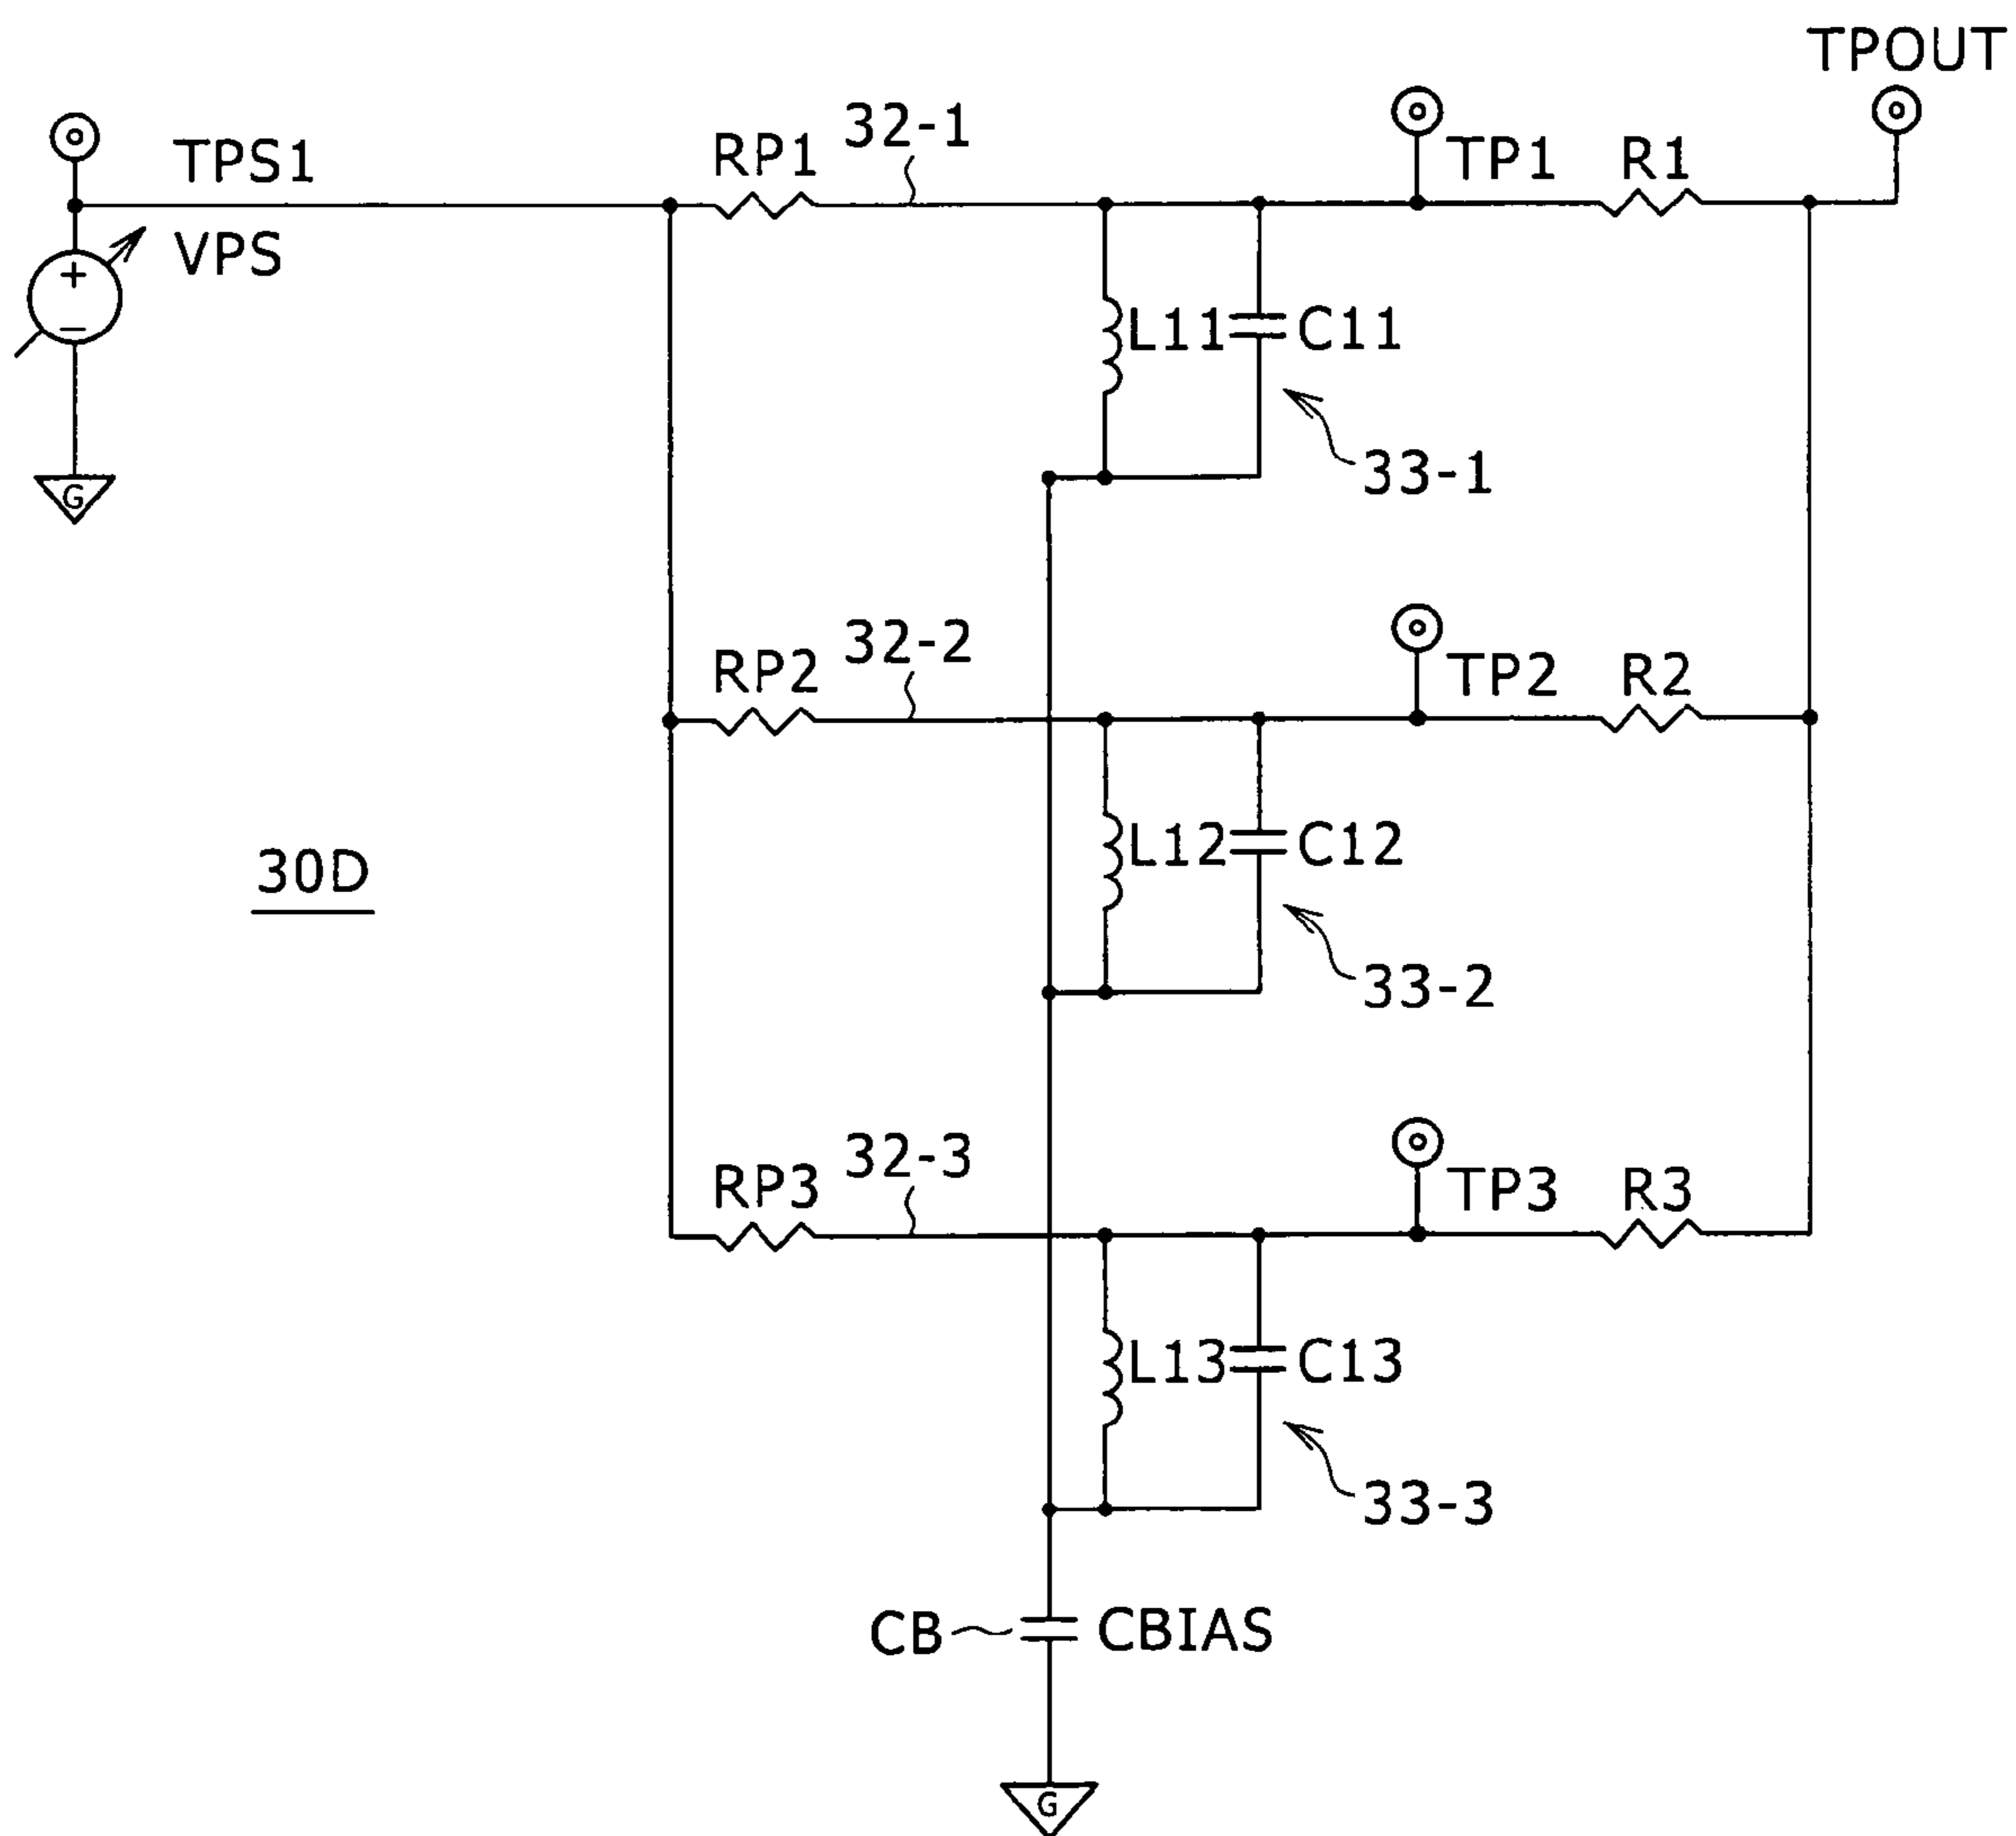 TPOUT
TPS1
RP1
32-1
TP1
R1
VPS
+
−
L11
C11
G
33-1
RP2
32-2
TP2
R2
L12
C12
30D
33-2
RP3
32-3
TP3
R3
L13
C13
33-3
CB
CBIAS
G